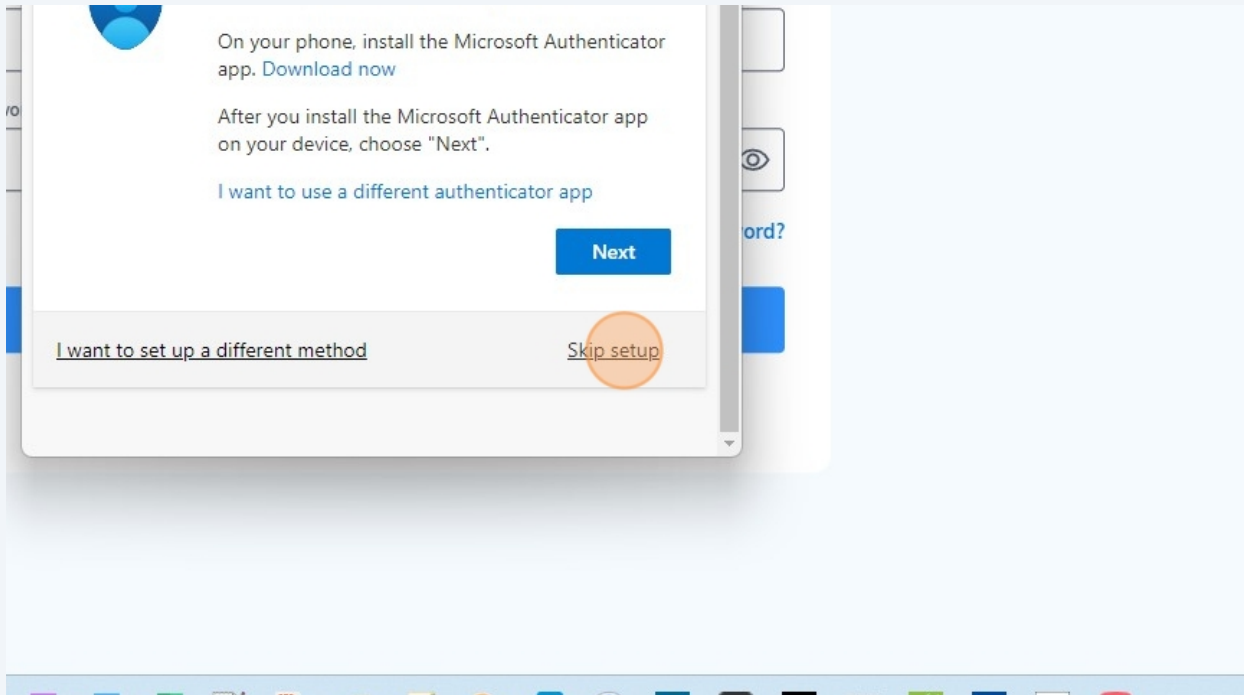 On your phone, install the Microsoft Authenticator
app. Download now
After you install the Microsoft Authenticator app
on your device, choose "Next".
I want to use a different authenticator app
ord?
Next
I want to set up a different method
Skip setup